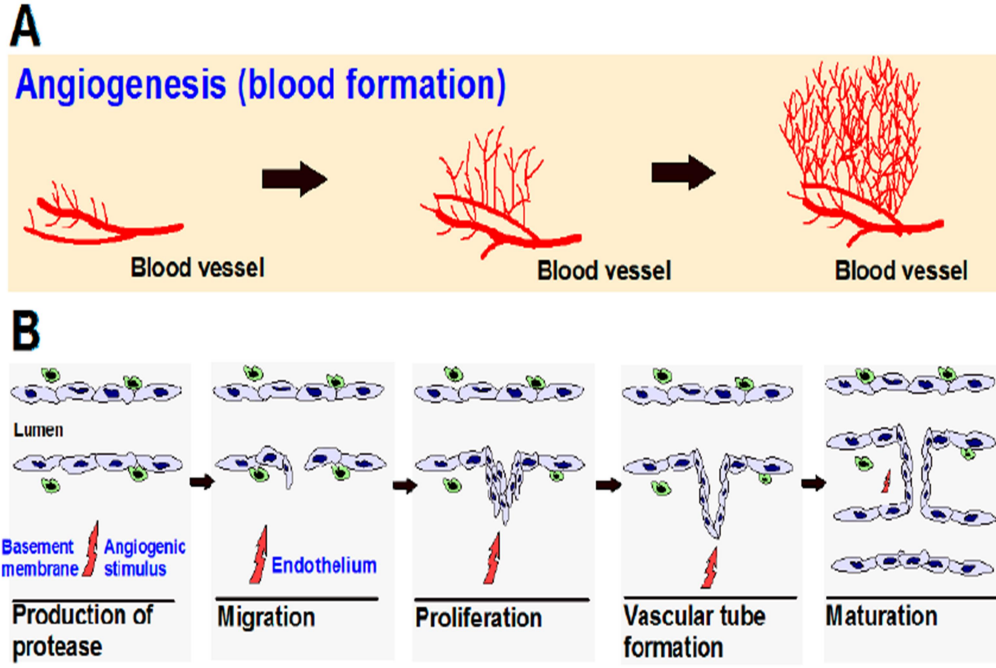 A
Angiogenesis (blood formation)
Blood vessel
Blood vessel
Blood vessel
B
Lumen
Basement
membrane
Angiogenic
stimulus
Endothelium
Production of
protease
Migration
Proliferation
Vascular tube
formation
Maturation